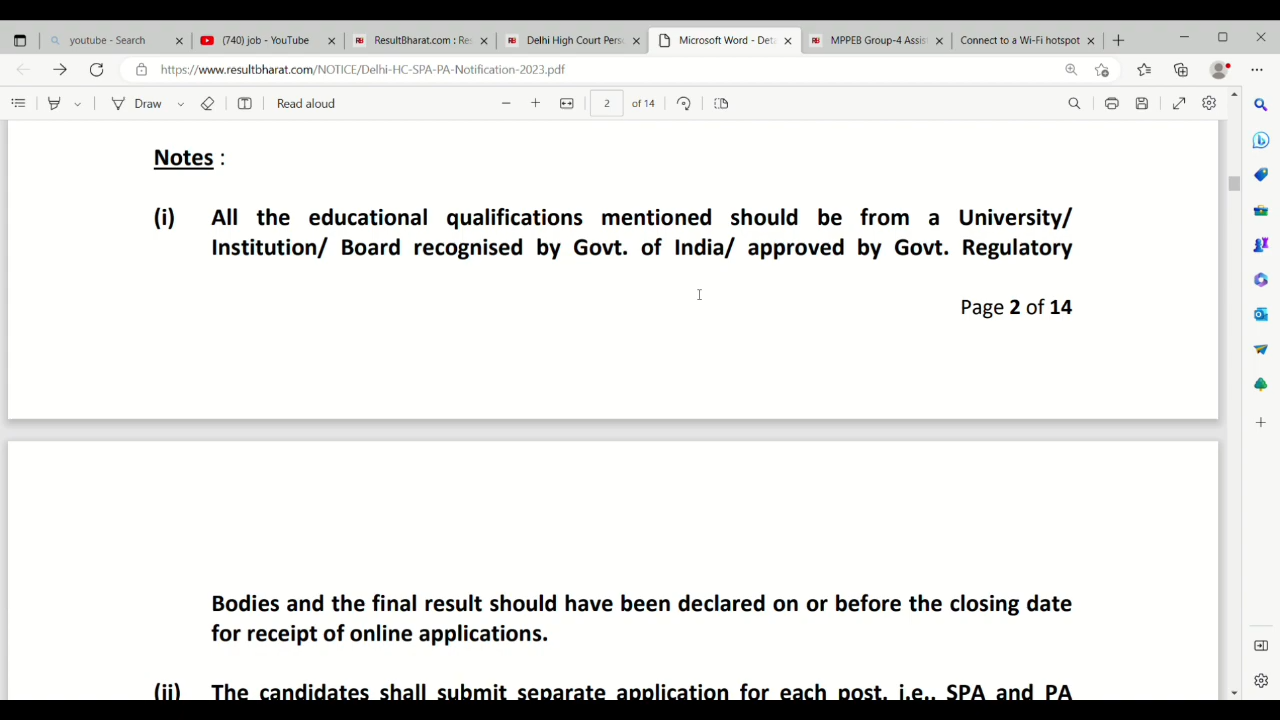 youtube - Search
(740) job - YouTube
ResultBharat.com : Re
Delhi High Court Pers
Microsoft Word - Deta
MPPEB Group-4 Assis
Connect to a Wi-Fi hotspot
https://www.resultbharat.com/NOTICE/Delhi-HC-SPA-PA-Notification-2023.pdf
Draw
Read aloud
2 of 14
Notes :
(i) All the educational qualifications mentioned should be from a University/
Institution/ Board recognised by Govt. of India/ approved by Govt. Regulatory
Page 2 of 14
Bodies and the final result should have been declared on or before the closing date
for receipt of online applications.
(ii) The candidates shall submit separate application for each post, i.e., SPA and PA